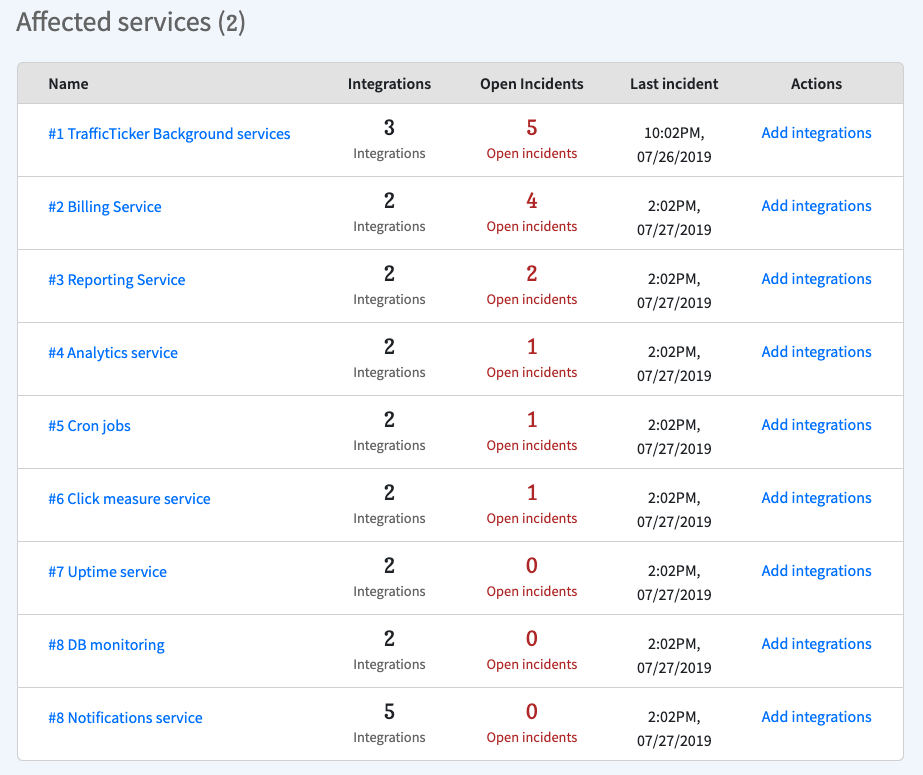 Affected services (2)
Name Integrations Open Incidents Last incident Actions
#1 TrafficTicker Background services 3 Integrations 5 Open incidents 10:02PM, 07/26/2019 Add integrations
#2 Billing Service 2 Integrations 4 Open incidents 2:02PM, 07/27/2019 Add integrations
#3 Reporting Service 2 Integrations 2 Open incidents 2:02PM, 07/27/2019 Add integrations
#4 Analytics service 2 Integrations 1 Open incidents 2:02PM, 07/27/2019 Add integrations
#5 Cron jobs 2 Integrations 1 Open incidents 2:02PM, 07/27/2019 Add integrations
#6 Click measure service 2 Integrations 1 Open incidents 2:02PM, 07/27/2019 Add integrations
#7 Uptime service 2 Integrations 0 Open incidents 2:02PM, 07/27/2019 Add integrations
#8 DB monitoring 2 Integrations 0 Open incidents 2:02PM, 07/27/2019 Add integrations
#8 Notifications service 5 Integrations 0 Open incidents 2:02PM, 07/27/2019 Add integrations